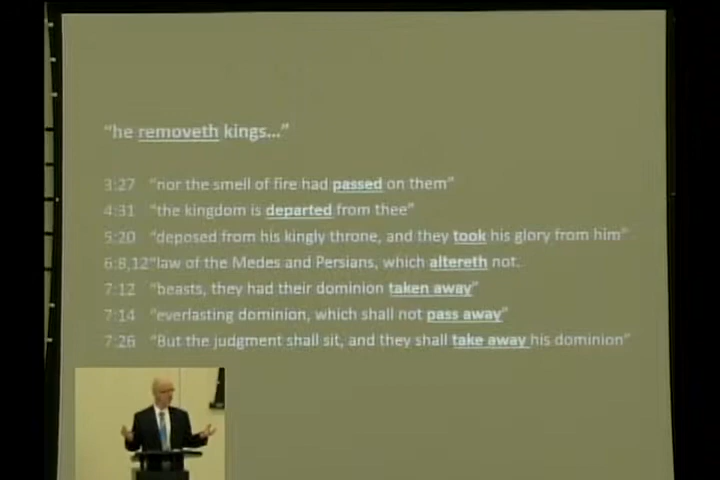 "he removeth kings..."
3:27 "nor the smell of fire had passed on them"
4:31 "the kingdom is departed from thee"
5:20 "deposed from his kingly throne, and they took his glory from him"
6:8,12"law of the Medes and Persians, which altereth not.
7:12 "beasts, they had their dominion taken away"
7:14 "everlasting dominion, which shall not pass away"
7:26 "But the judgment shall sit, and they shall take away his dominion"